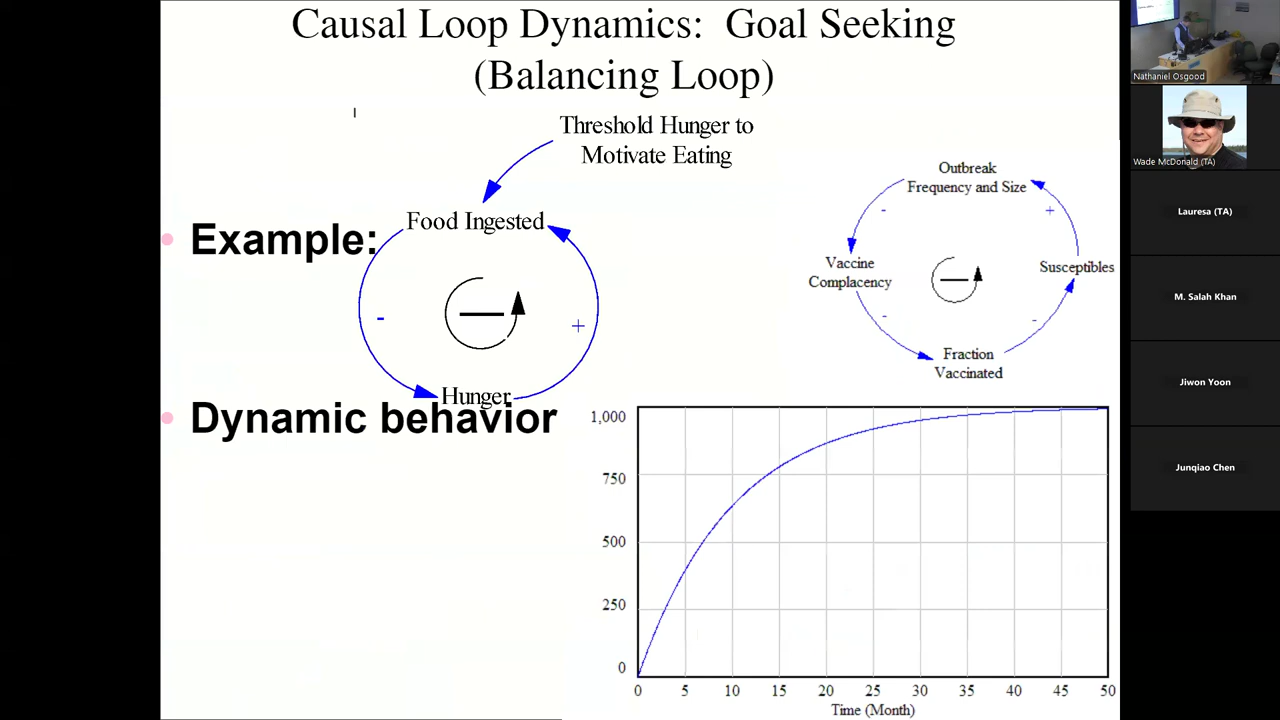 Causal Loop Dynamics: Goal Seeking
(Balancing Loop)
Threshold Hunger to
Motivate Eating
Food Ingested
• Example:
-
+
Hunger
• Dynamic behavior
Outbreak
Frequency and Size
-
+
Vaccine
Complacency
Susceptibles
-
-
Fraction
Vaccinated
1,000
750
500
250
0
0 5 10 15 20 25 30 35 40 45 50
Time (Month)
Nathaniel Osgood
Wade McDonald (TA)
Lauresa (TA)
M. Salah Khan
Jiwon Yoon
Junqiao Chen